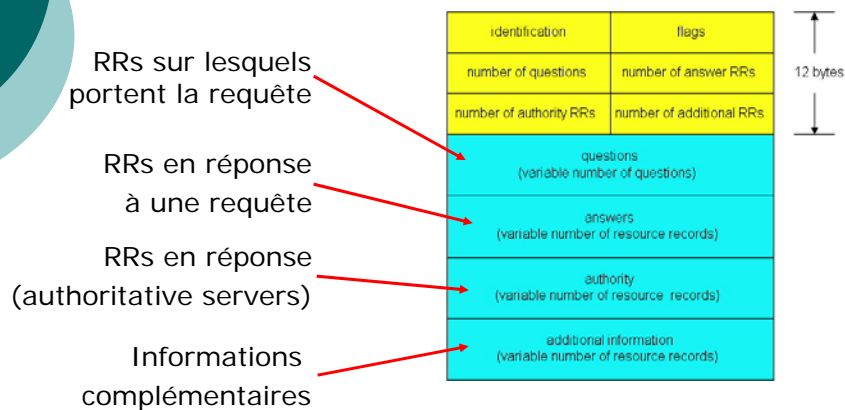 RRs sur lesquels
portent la requête
RRs en réponse
à une requête
RRs en réponse
(authoritative servers)
Informations
complémentaires
identification
flags
number of questions
number of answer RRs
number of authority RRs
number of additional RRs
12 bytes
questions
(variable number of questions)
answers
(variable number of resource records)
authority
(variable number of resource records)
additional information
(variable number of resource records)